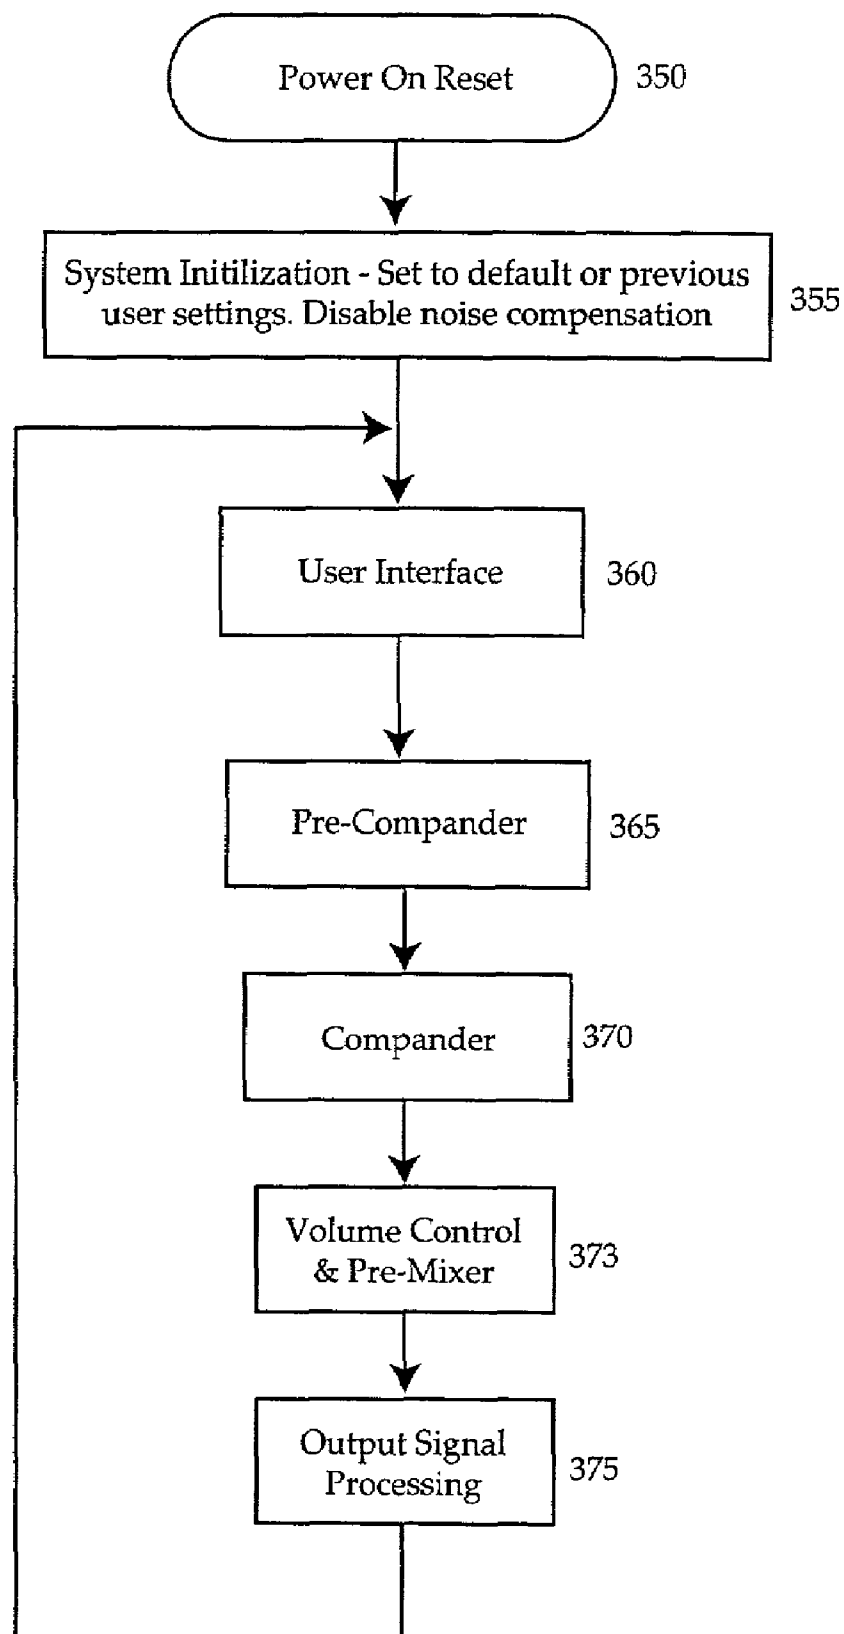 Power On Reset 350
System Initilization - Set to default or previous
user settings. Disable noise compensation
355
User Interface 360
Pre-Compander 365
Compander 370
Volume Control
& Pre-Mixer
373
Output Signal
Processing
375